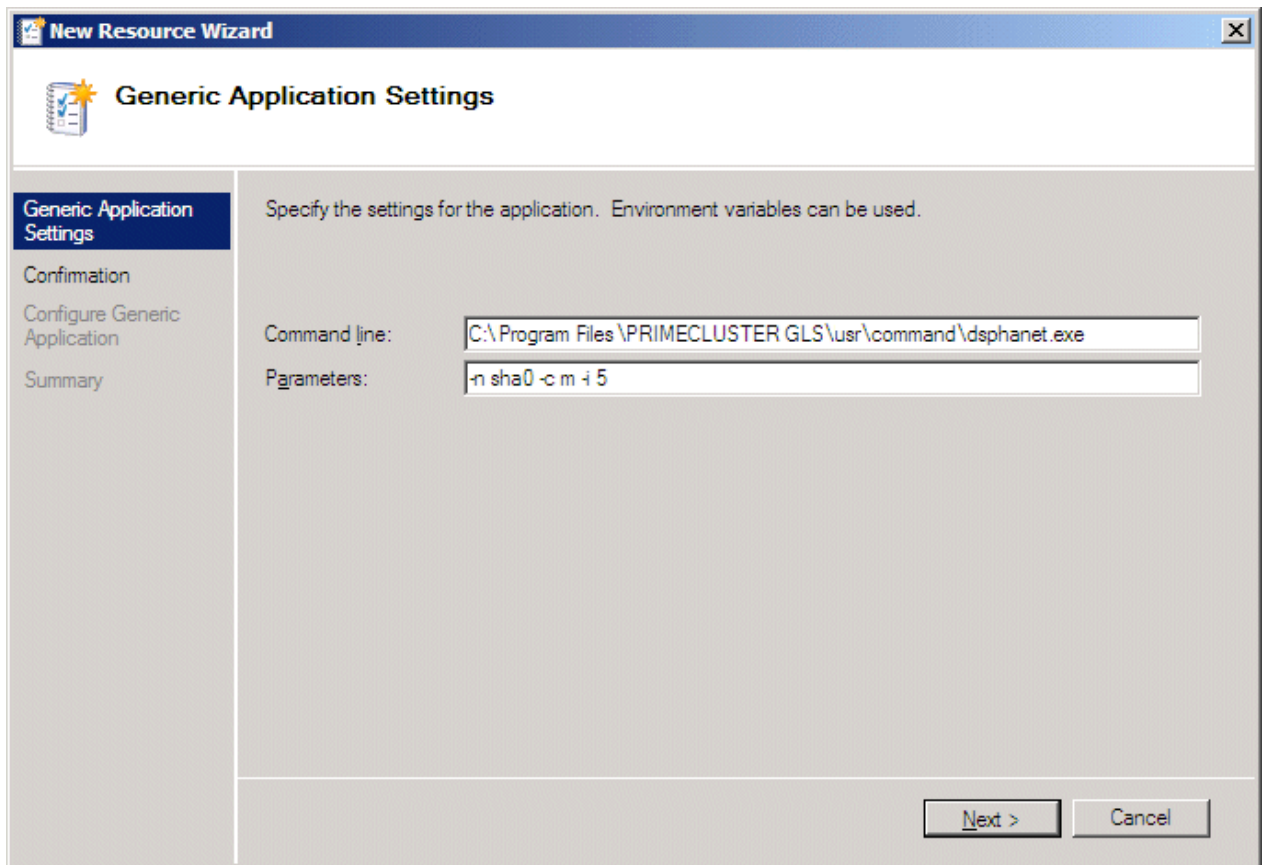 New Resource Wizard
Generic Application Settings
Generic Application
Settings
Confirmation
Configure Generic
Application
Summary
Specify the settings for the application.  Environment variables can be used.
Command line:
C:\ Program Files \PRIMECLUSTER GLS\usr\command\dsphanet.exe
Parameters:
-n sha0 -c m -i 5
Next >
Cancel